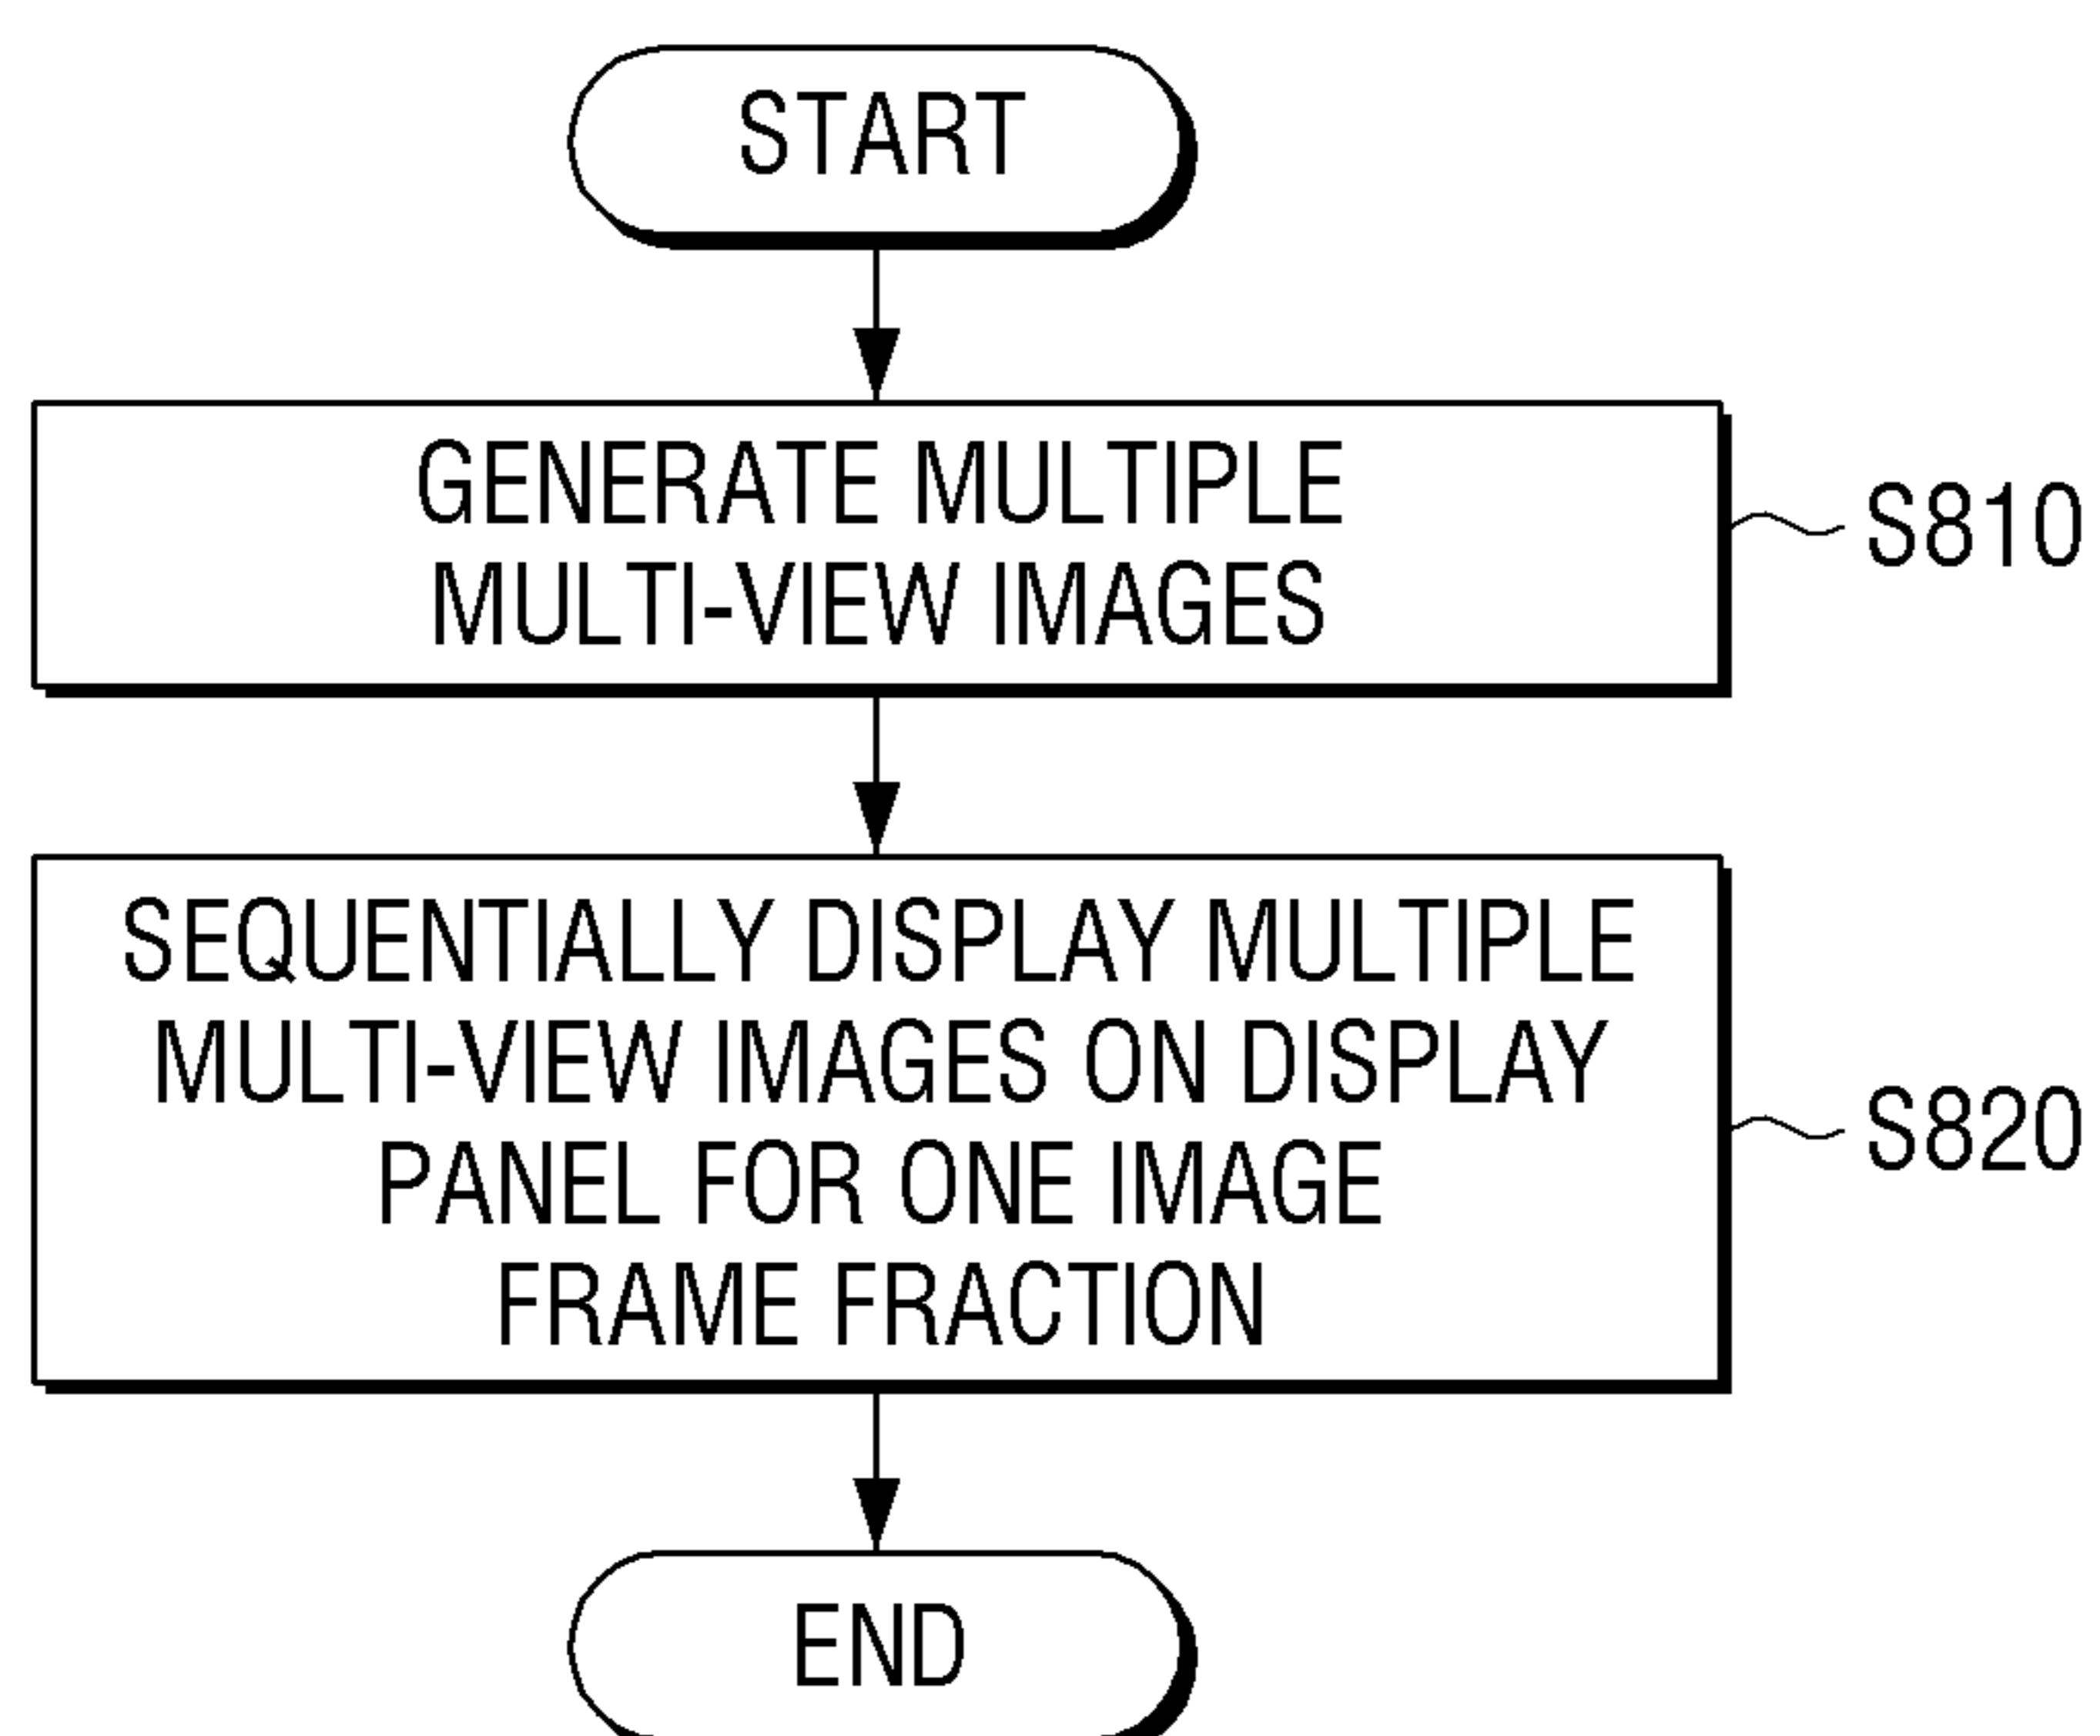 START
GENERATE MULTIPLE
MULTI-VIEW IMAGES
S810
SEQUENTIALLY DISPLAY MULTIPLE
MULTI-VIEW IMAGES ON DISPLAY
PANEL FOR ONE IMAGE
FRAME FRACTION
S820
END